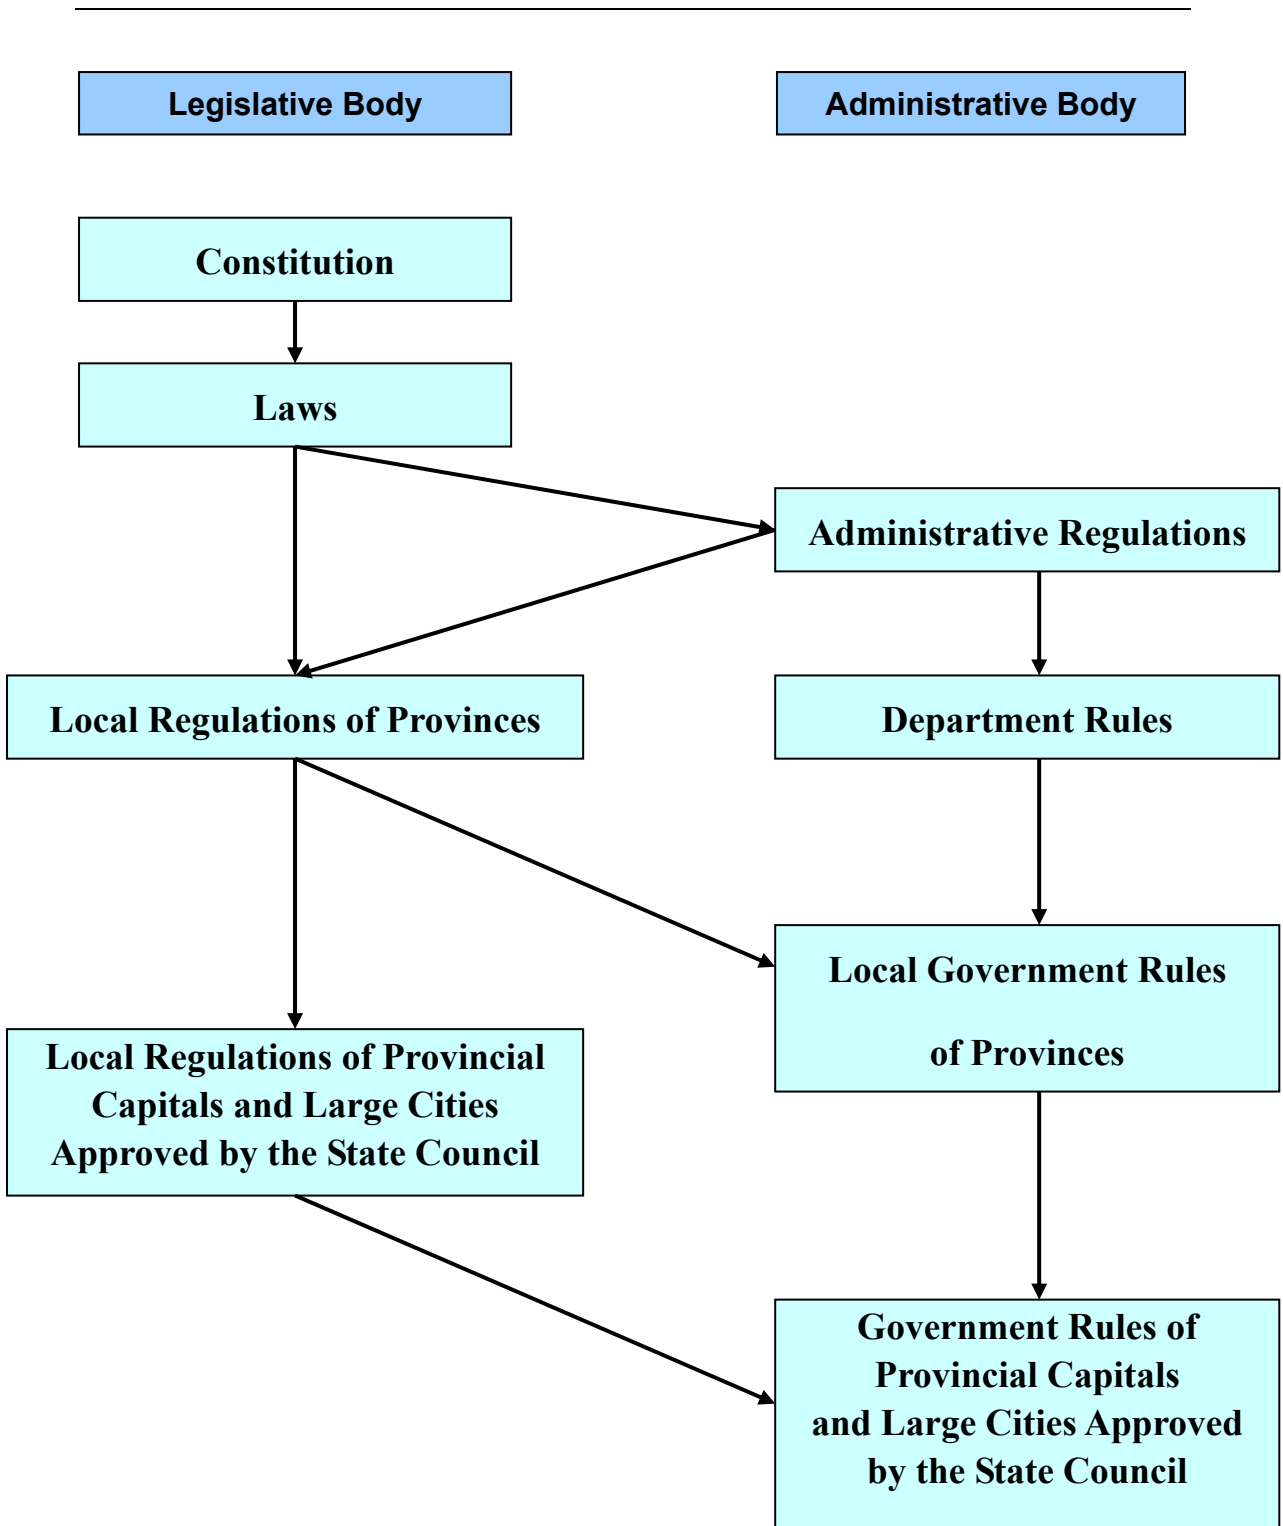 Legislative Body
Administrative Body
Constitution
Laws
Administrative Regulations
Local Regulations of Provinces
Department Rules
Local Government Rules
of Provinces
Local Regulations of Provincial
Capitals and Large Cities
Approved by the State Council
Government Rules of
Provincial Capitals
and Large Cities Approved
by the State Council